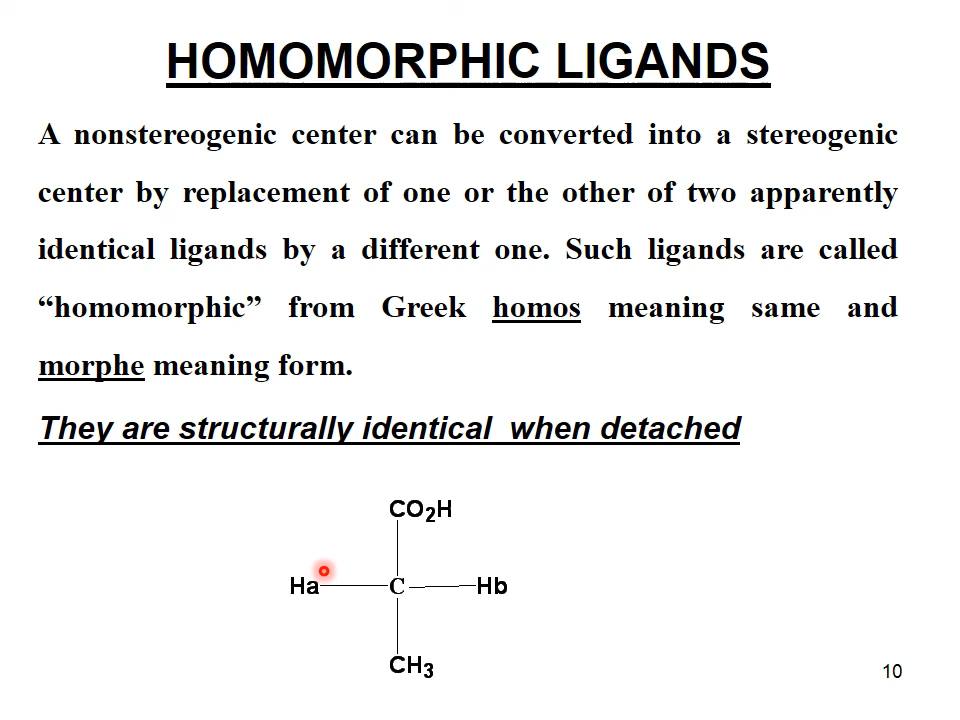 HOMOMORPHIC LIGANDS
A nonstereogenic center can be converted into a stereogenic
center by replacement of one or the other of two apparently
identical ligands by a different one. Such ligands are called
“homomorphic” from Greek homos meaning same and
morphe meaning form.
They are structurally identical when detached
CO₂H
Ha C Hb
CH₃
10